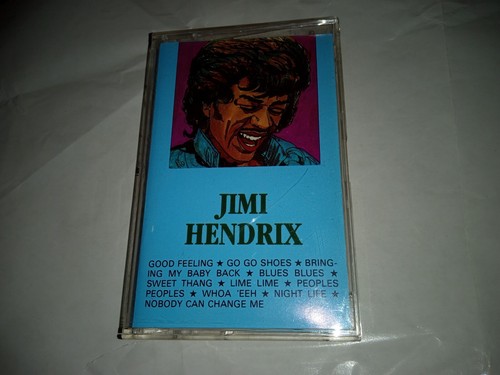 JIMI
HENDRIX
GOOD FEELING ★ GO GO SHOES ★ BRING-
ING MY BABY BACK ★ BLUES BLUES ★
SWEET THANG ★ LIME LIME ★ PEOPLES
PEOPLES ★ WHOA 'EEH ★ NIGHT LIFE ★
NOBODY CAN CHANGE ME